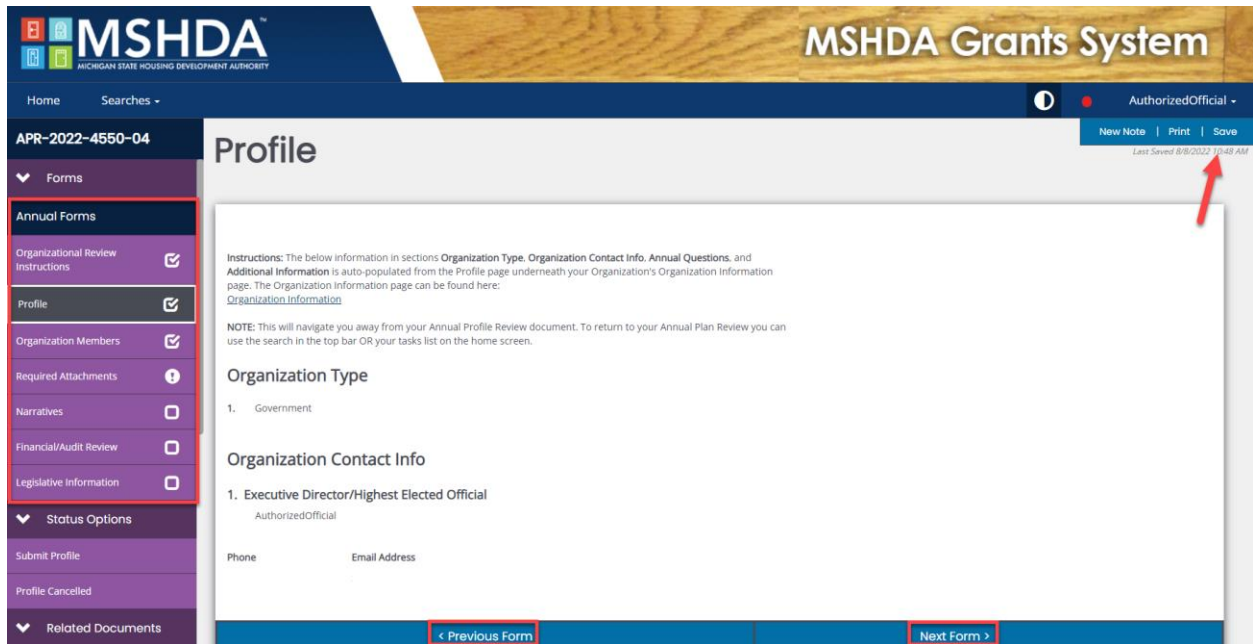 MSHDA
MICHIGAN STATE HOUSING DEVELOPMENT AUTHORITY
MSHDA Grants System
Home Searches
AuthorizedOfficial
APR-2022-4550-04
New Note | Print | Save
Last Saved 8/8/2022 10:48 AM
Profile
Forms
Annual Forms
Organizational Review
Instructions
Profile
Organization Members
Required Attachments
Narratives
Financial/Audit Review
Legislative Information
Status Options
Submit Profile
Profile Cancelled
Related Documents
Instructions: The below information in sections Organization Type, Organization Contact Info, Annual Questions, and
Additional Information is auto-populated from the Profile page underneath your Organization's Organization Information
page. The Organization Information page can be found here:
Organization Information
NOTE: This will navigate you away from your Annual Profile Review document. To return to your Annual Plan Review you can
use the search in the top bar OR your tasks list on the home screen.
Organization Type
1. Government
Organization Contact Info
1. Executive Director/Highest Elected Official
AuthorizedOfficial
Phone Email Address
< Previous Form Next Form >